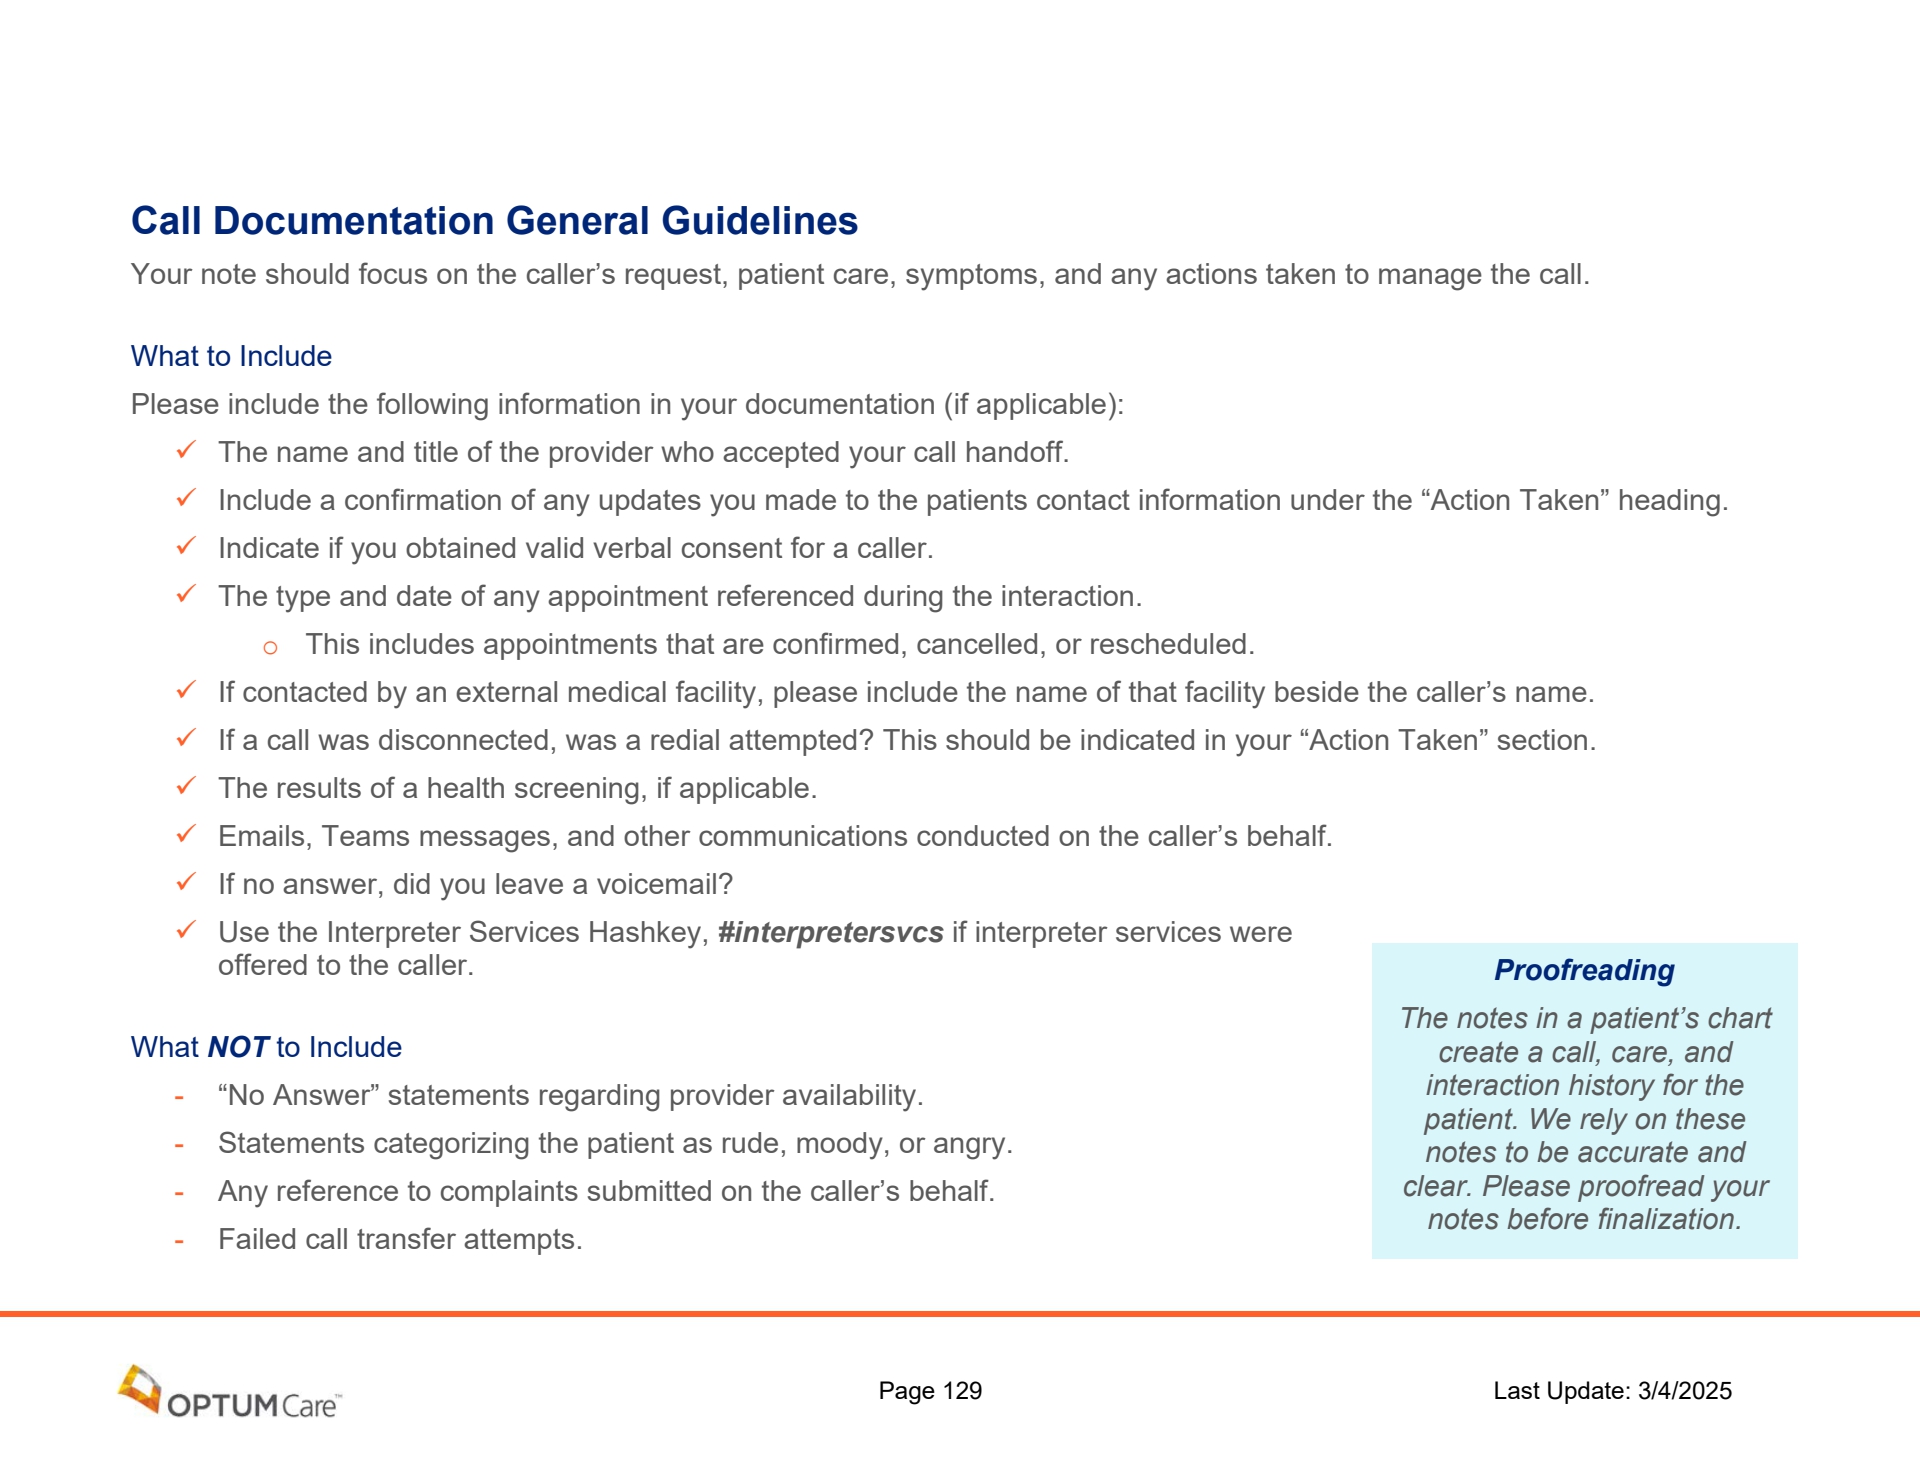 Call Documentation General Guidelines
Your note should focus on the caller’s request, patient care, symptoms, and any actions taken to manage the call.
What to Include
Please include the following information in your documentation (if applicable):
✓ The name and title of the provider who accepted your call handoff.
✓ Include a confirmation of any updates you made to the patients contact information under the “Action Taken” heading.
✓ Indicate if you obtained valid verbal consent for a caller.
✓ The type and date of any appointment referenced during the interaction.
o This includes appointments that are confirmed, cancelled, or rescheduled.
✓ If contacted by an external medical facility, please include the name of that facility beside the caller’s name.
✓ If a call was disconnected, was a redial attempted? This should be indicated in your “Action Taken” section.
✓ The results of a health screening, if applicable.
✓ Emails, Teams messages, and other communications conducted on the caller’s behalf.
✓ If no answer, did you leave a voicemail?
✓ Use the Interpreter Services Hashkey, #interpretersvcs if interpreter services were
offered to the caller.
What NOT to Include
- “No Answer” statements regarding provider availability.
- Statements categorizing the patient as rude, moody, or angry.
- Any reference to complaints submitted on the caller’s behalf.
- Failed call transfer attempts.
Proofreading
The notes in a patient’s chart
create a call, care, and
interaction history for the
patient. We rely on these
notes to be accurate and
clear. Please proofread your
notes before finalization.
OPTUMCare™
Page 129
Last Update: 3/4/2025